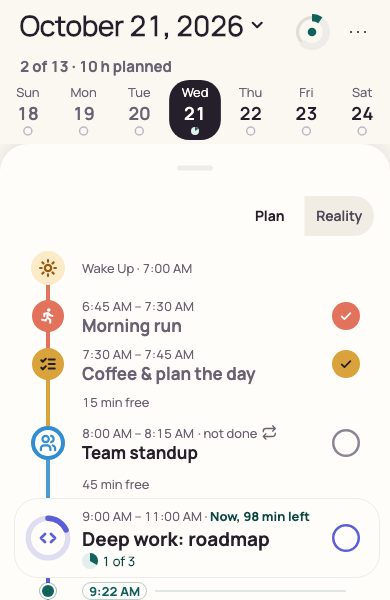 October 21, 2026
2 of 13 · 10 h planned
Sun Mon Tue Wed Thu Fri Sat
18 19 20 21 22 23 24
Plan Reality
Wake Up · 7:00 AM
6:45 AM – 7:30 AM
Morning run
7:30 AM – 7:45 AM
Coffee & plan the day
15 min free
8:00 AM – 8:15 AM · not done
Team standup
45 min free
9:00 AM – 11:00 AM · Now, 98 min left
Deep work: roadmap
1 of 3
9:22 AM